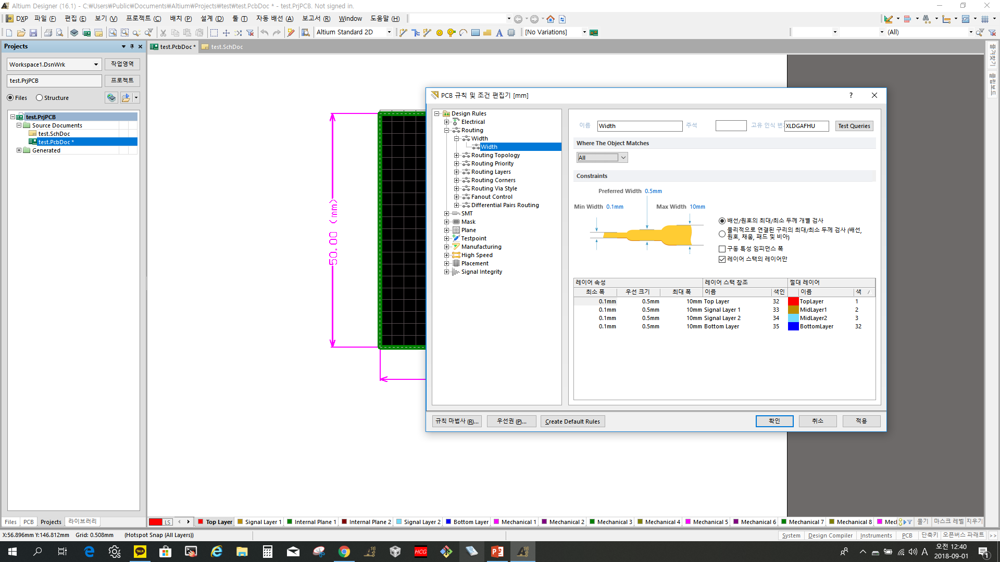 Altium Designer (16.1) - C:₩Users₩Public₩Documents₩Altium₩Projects₩test₩test.PcbDoc * - test.PrjPCB. Not signed in.
DXP 파일 (F) 편집 (E) 보기 (V) 프로젝트 (C) 배치 (P) 설계 (D) 툴 (T) 자동 배선 (A) 보고서 (R) Window 도움말 (H)
Altium Standard 2D [No Variations] (All)
Projects
test.PcbDoc * test.SchDoc
Workspace1.DsnWrk 작업영역
test.PrjPCB 프로젝트
Files Structure
test.PrjPCB
Source Documents
test.SchDoc
test.PcbDoc *
Generated
즐겨찾기
클립보드
50.00 (mm)
PCB 규칙 및 조건 편집기 [mm]
?
Design Rules
Electrical
Routing
Width
Width
Routing Topology
Routing Priority
Routing Layers
Routing Corners
Routing Via Style
Fanout Control
Differential Pairs Routing
SMT
Mask
Plane
Testpoint
Manufacturing
High Speed
Placement
Signal Integrity
이름 Width 주석 고유 인식 번 XLDGAFHU Test Queries
Where The Object Matches
All
Constraints
Preferred Width 0.5mm
Min Width 0.1mm Max Width 10mm
배선/원호의 최대/최소 두께 개별 검사
물리적으로 연결된 구리의 최대/최소 두께 검사 (배선,
원호, 채움, 패드 및 비아)
구동 특성 임피던스 폭
레이어 스택의 레이어만
레이어 속성 레이어 스택 참조 절대 레이어
최소 폭 우선 크기 최대 폭 이름 색인 이름 색
0.1mm 0.5mm 10mm Top Layer 32 TopLayer 1
0.1mm 0.5mm 10mm Signal Layer 1 33 MidLayer1 2
0.1mm 0.5mm 10mm Signal Layer 2 34 MidLayer2 3
0.1mm 0.5mm 10mm Bottom Layer 35 BottomLayer 32
규칙 마법사 (R)... 우선권 (P)... Create Default Rules 확인 취소 적용
Files PCB Projects 라이브러리
LS Top Layer Signal Layer 1 Internal Plane 1 Internal Plane 2 Signal Layer 2 Bottom Layer Mechanical 1 Mechanical 2 Mechanical 3 Mechanical 4 Mechanical 5 Mechanical 6 Mechanical 7 Mechanical 8 Mecl 풀기 마스크 레벨 지우기
X:56.896mm Y:146.812mm Grid: 0.508mm (Hotspot Snap (All Layers))
System Design Compiler Instruments PCB 단축키 오픈버스 파래트 >>
TALK HCG 16 16 A 오전 12:40
2018-09-01 1